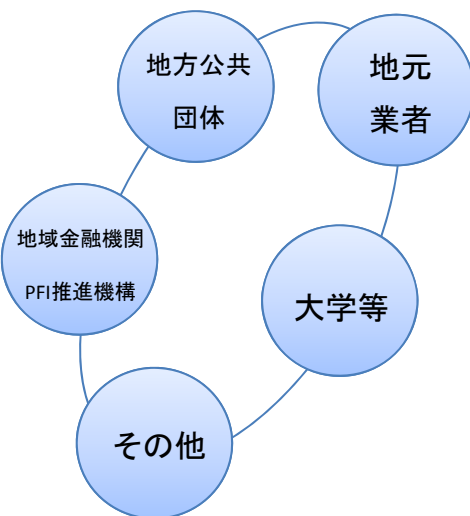 地方公共
団体
地元
業者
地域金融機関
PFI推進機構
大学等
その他